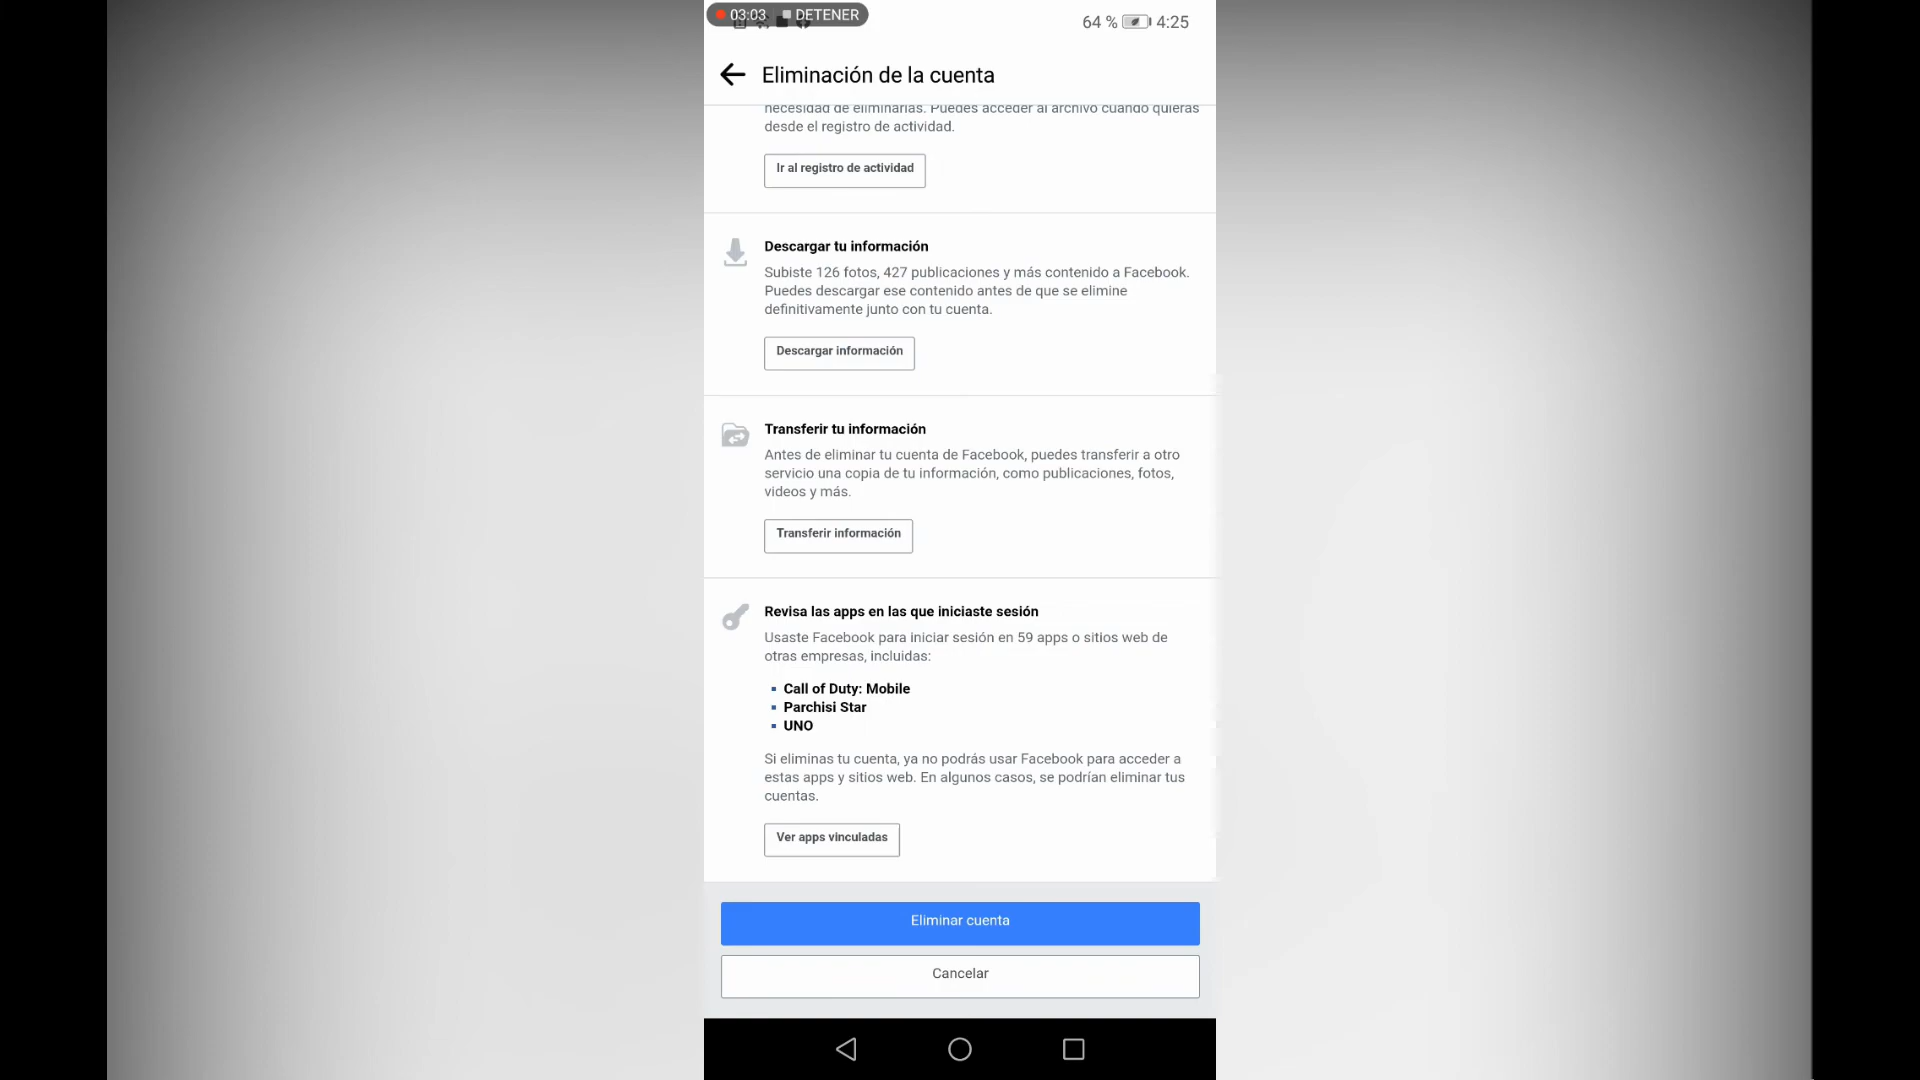 03:03 DETENER
64 % 4:25
Eliminación de la cuenta
necesidad de eliminarlas. Puedes acceder al archivo cuando quieras
desde el registro de actividad.
Ir al registro de actividad
Descargar tu información
Subiste 126 fotos, 427 publicaciones y más contenido a Facebook.
Puedes descargar ese contenido antes de que se elimine
definitivamente junto con tu cuenta.
Descargar información
Transferir tu información
Antes de eliminar tu cuenta de Facebook, puedes transferir a otro
servicio una copia de tu información, como publicaciones, fotos,
videos y más.
Transferir información
Revisa las apps en las que iniciaste sesión
Usaste Facebook para iniciar sesión en 59 apps o sitios web de
otras empresas, incluidas:
Call of Duty: Mobile
Parchisi Star
UNO
Si eliminas tu cuenta, ya no podrás usar Facebook para acceder a
estas apps y sitios web. En algunos casos, se podrían eliminar tus
cuentas.
Ver apps vinculadas
Eliminar cuenta
Cancelar